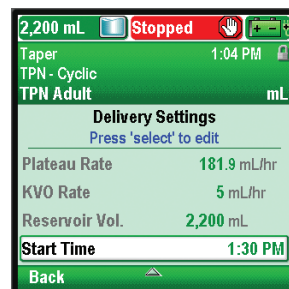 2,200 mL Stopped
Taper 1:04 PM
TPN - Cyclic
TPN Adult mL
Delivery Settings
Press 'select' to edit
Plateau Rate 181.9 mL/hr
KVO Rate 5 mL/hr
Reservoir Vol. 2,200 mL
Start Time 1:30 PM
Back